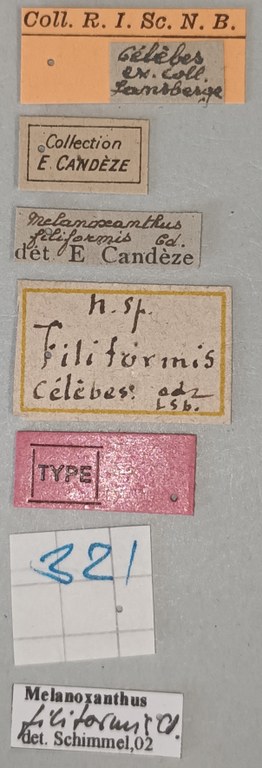 Coll. R. I. Sc. N. B.
Célèbes
ex. Coll.
Lansberge
Collection
E. CANDÈZE
Melanoxanthus
filiformis Cd.
dét E Candèze
n. sp.
Filiformis
Célèbes.
Lsb.
TYPE
321
Melanoxanthus
filiformis Cd.
det. Schimmel,02